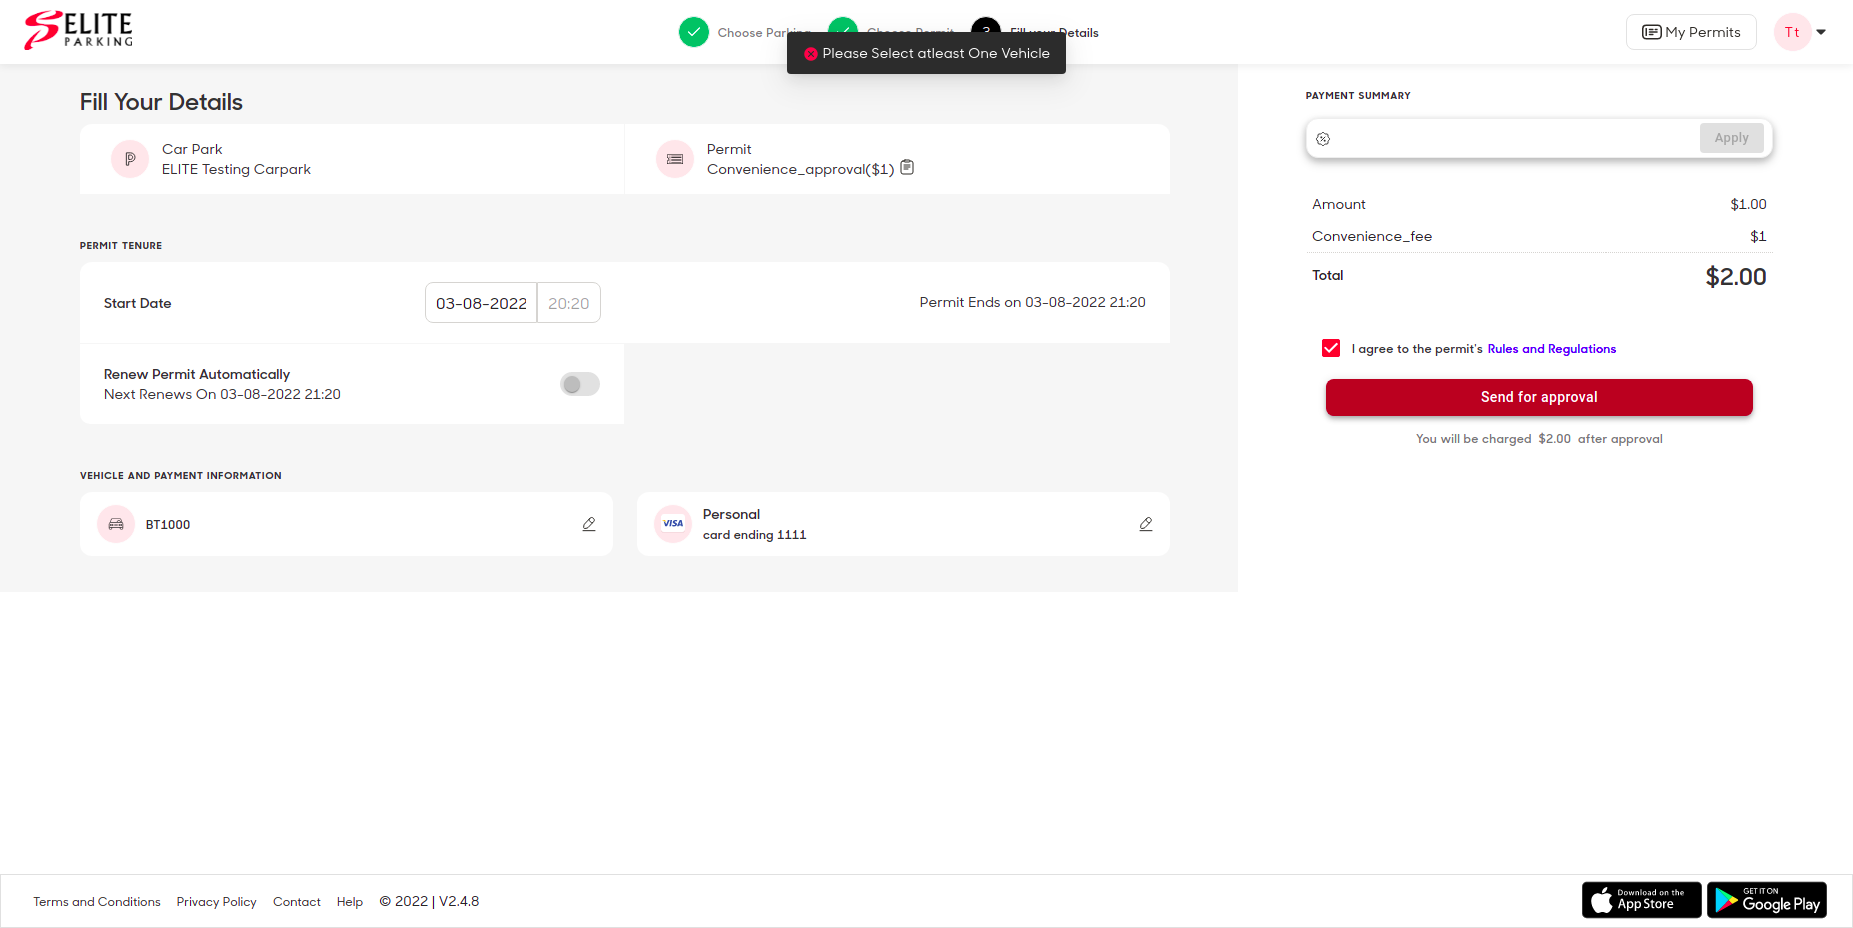 ELITE
PARKING
Choose Parking
Choose Permit
3
Fill your Details
Please Select atleast One Vehicle
My Permits
Tt
Fill Your Details
Car Park
ELITE Testing Carpark
Permit
Convenience_approval($1)
PERMIT TENURE
Start Date
03-08-2022
20:20
Permit Ends on 03-08-2022 21:20
Renew Permit Automatically
Next Renews On 03-08-2022 21:20
VEHICLE AND PAYMENT INFORMATION
BT1000
VISA
Personal
card ending 1111
PAYMENT SUMMARY
Apply
Amount
$1.00
Convenience_fee
$1
Total
$2.00
I agree to the permit's Rules and Regulations
Send for approval
You will be charged $2.00 after approval
Terms and Conditions
Privacy Policy
Contact
Help
© 2022 | V2.4.8
Download on the
App Store
GET IT ON
Google Play